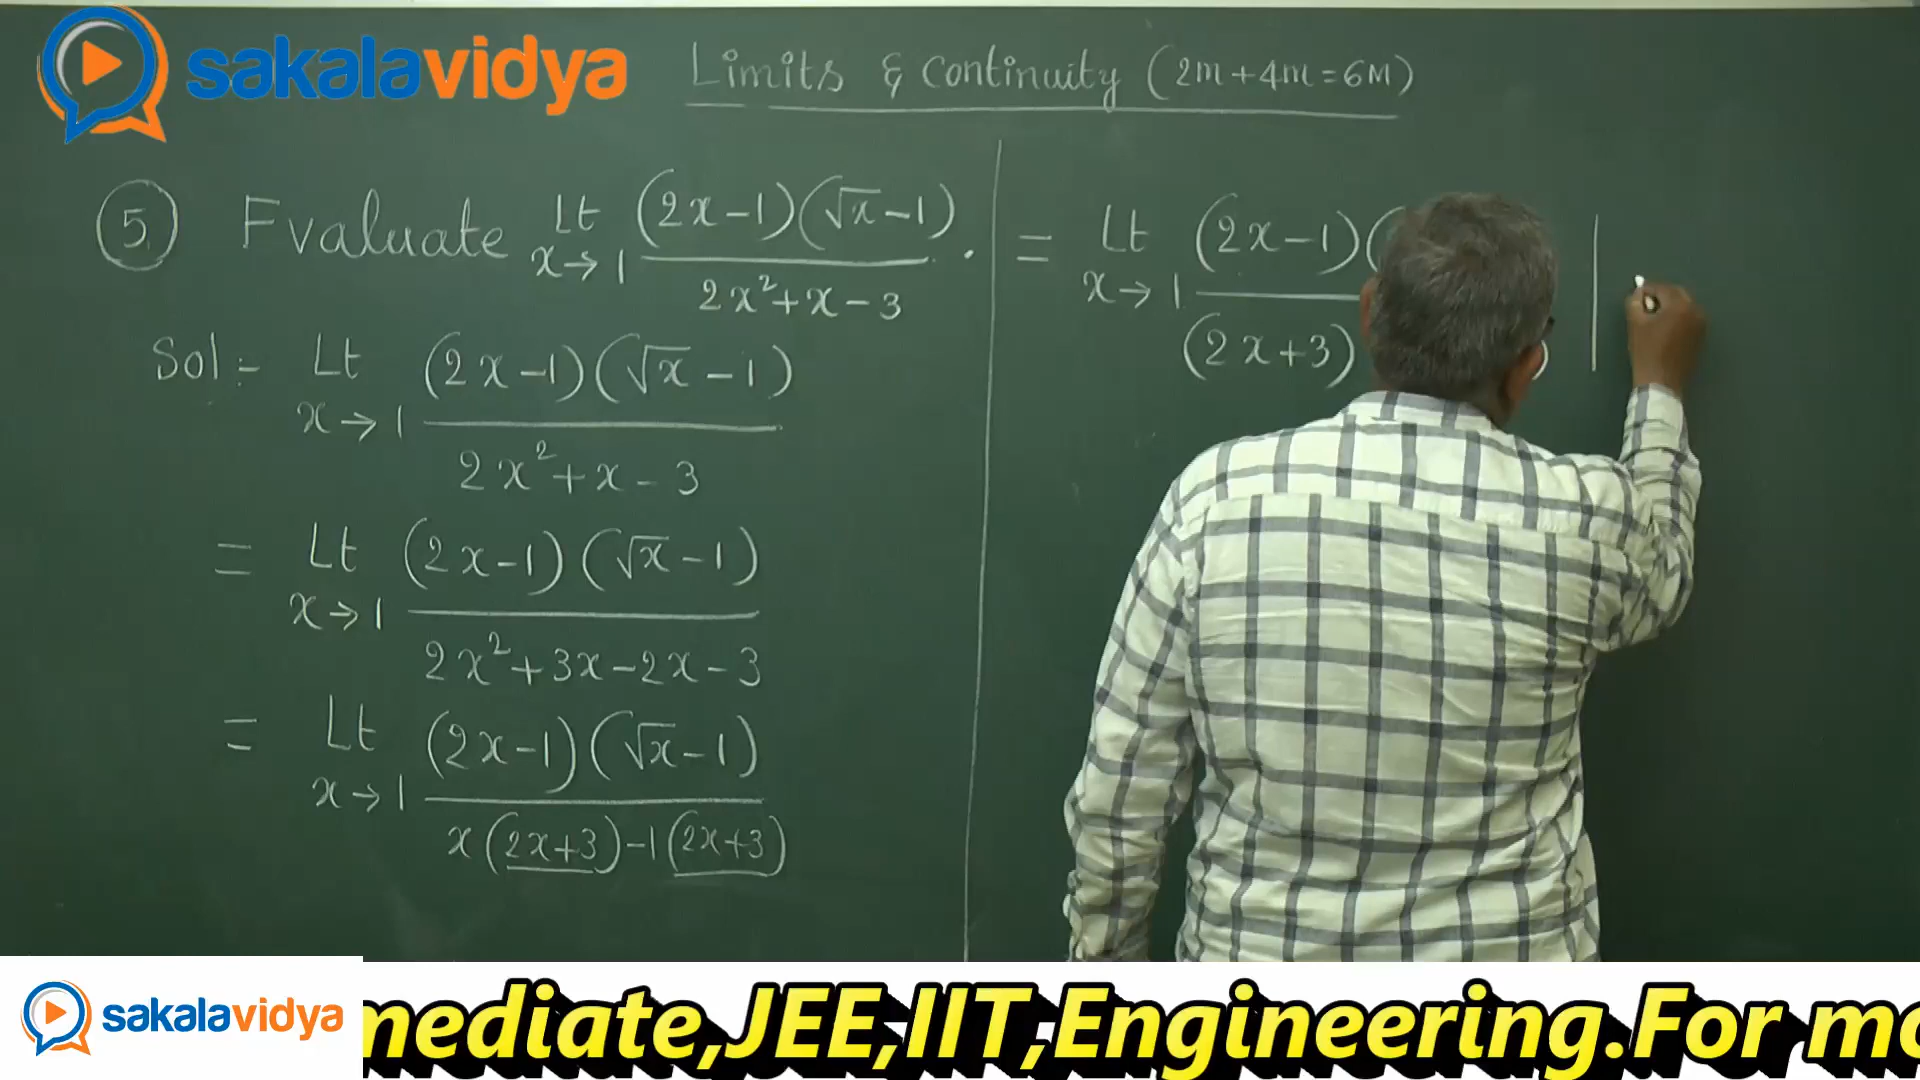 sakalavidya
Limits & Continuity (2m+4m=6M)
5. Evaluate Lt x→1 (2x-1)(√x-1) / 2x²+x-3 .
Sol:- Lt x→1 (2x-1)(√x-1) / 2x²+x-3
= Lt x→1 (2x-1)(√x-1) / 2x²+3x-2x-3
= Lt x→1 (2x-1)(√x-1) / x(2x+3)-1(2x+3)
= Lt x→1 (2x-1)( / (2x+3) )
sakalavidya
mediate,JEE,IIT,Engineering.For mo